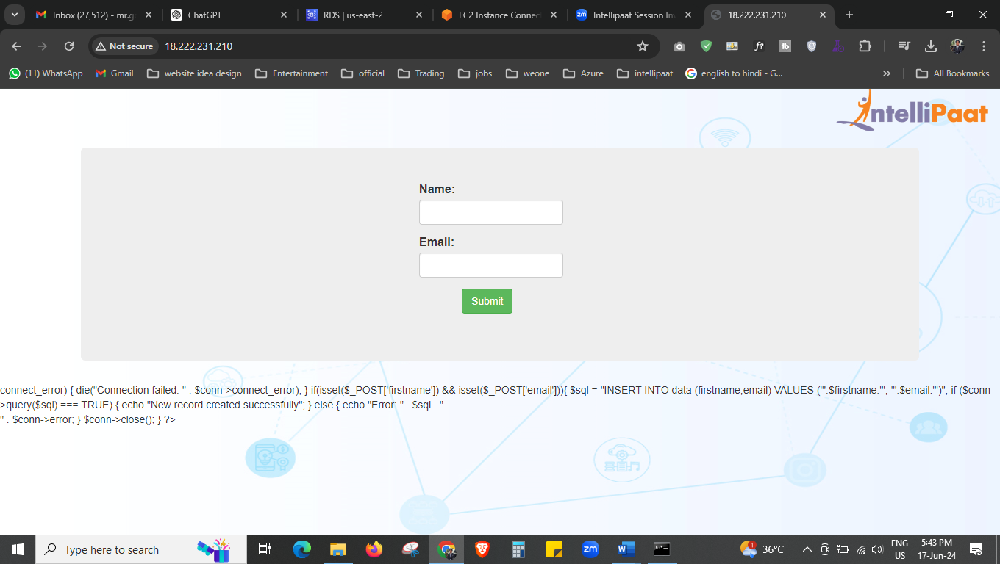 Inbox (27,512) - mr.g
ChatGPT
RDS | us-east-2
EC2 Instance Connec
Intellipaat Session Inv
18.222.231.210
Not secure
18.222.231.210
f?
(11) WhatsApp
Gmail
website idea design
Entertainment
official
Trading
jobs
weone
Azure
intellipaat
english to hindi - G...
All Bookmarks
IntelliPaat
Name:
Email:
Submit
connect_error) { die("Connection failed: " . $conn->connect_error); } if(isset($_POST['firstname']) && isset($_POST['email'])){ $sql = "INSERT INTO data (firstname,email) VALUES ('".$firstname."', '".$email."')"; if ($conn-
>query($sql) === TRUE) { echo "New record created successfully"; } else { echo "Error: " . $sql . "
" . $conn->error; } $conn->close(); } ?>
Type here to search
zm
36°C
ENG
US
5:43 PM
17-Jun-24